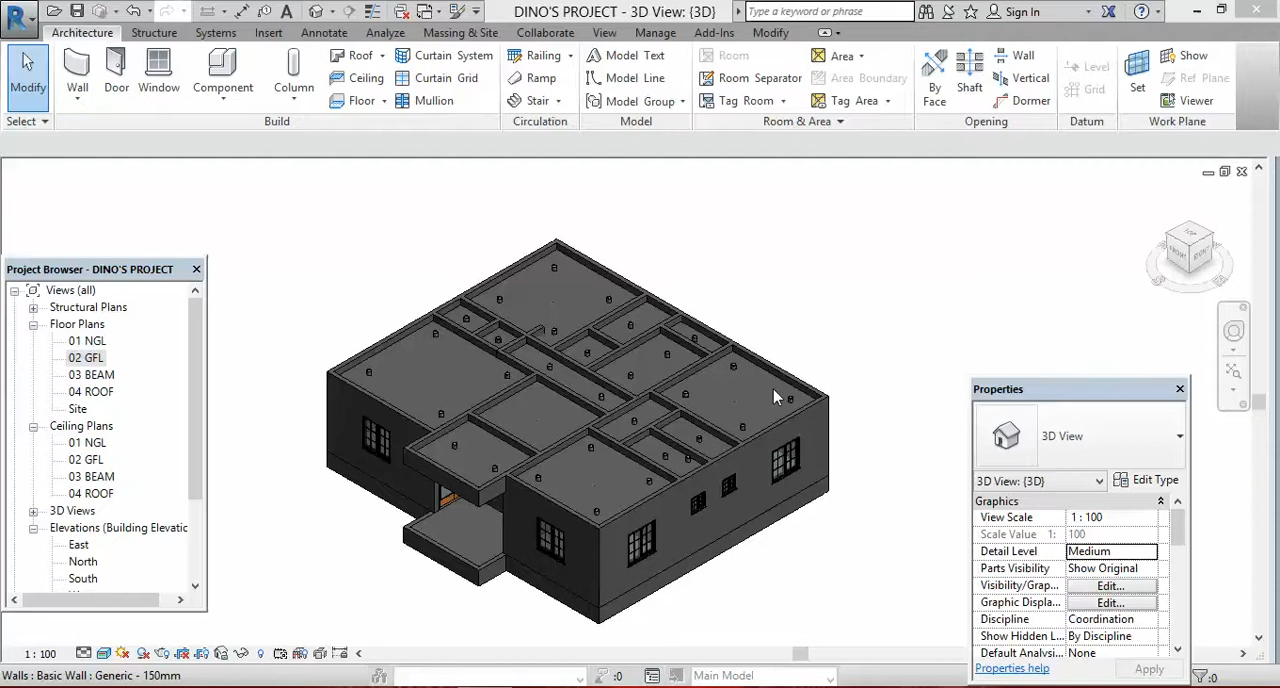 DINO'S PROJECT - 3D View: {3D}
Type a keyword or phrase
Sign In
Architecture Structure Systems Insert Annotate Analyze Massing & Site Collaborate View Manage Add-Ins Modify
Modify
Wall
Door
Window
Component
Column
Roof
Ceiling
Floor
Curtain System
Curtain Grid
Mullion
Railing
Ramp
Stair
Model Text
Model Line
Model Group
Room
Room Separator
Tag Room
Area
Area Boundary
Tag Area
By Face
Shaft
Wall
Vertical
Dormer
Level
Grid
Set
Show
Ref Plane
Viewer
Select Build Circulation Model Room & Area Opening Datum Work Plane
Project Browser - DINO'S PROJECT
Views (all)
Structural Plans
Floor Plans
01 NGL
02 GFL
03 BEAM
04 ROOF
Site
Ceiling Plans
01 NGL
02 GFL
03 BEAM
04 ROOF
3D Views
Elevations (Building Elevatic
East
North
South
TOP
FRONT
RIGHT
Properties
3D View
3D View: {3D} Edit Type
Graphics
View Scale 1 : 100
Scale Value 1: 100
Detail Level Medium
Parts Visibility Show Original
Visibility/Grap... Edit...
Graphic Displa... Edit...
Discipline Coordination
Show Hidden L... By Discipline
Default Analysi... None
Properties help Apply
1 : 100
Walls : Basic Wall : Generic - 150mm
:0
Main Model
:0